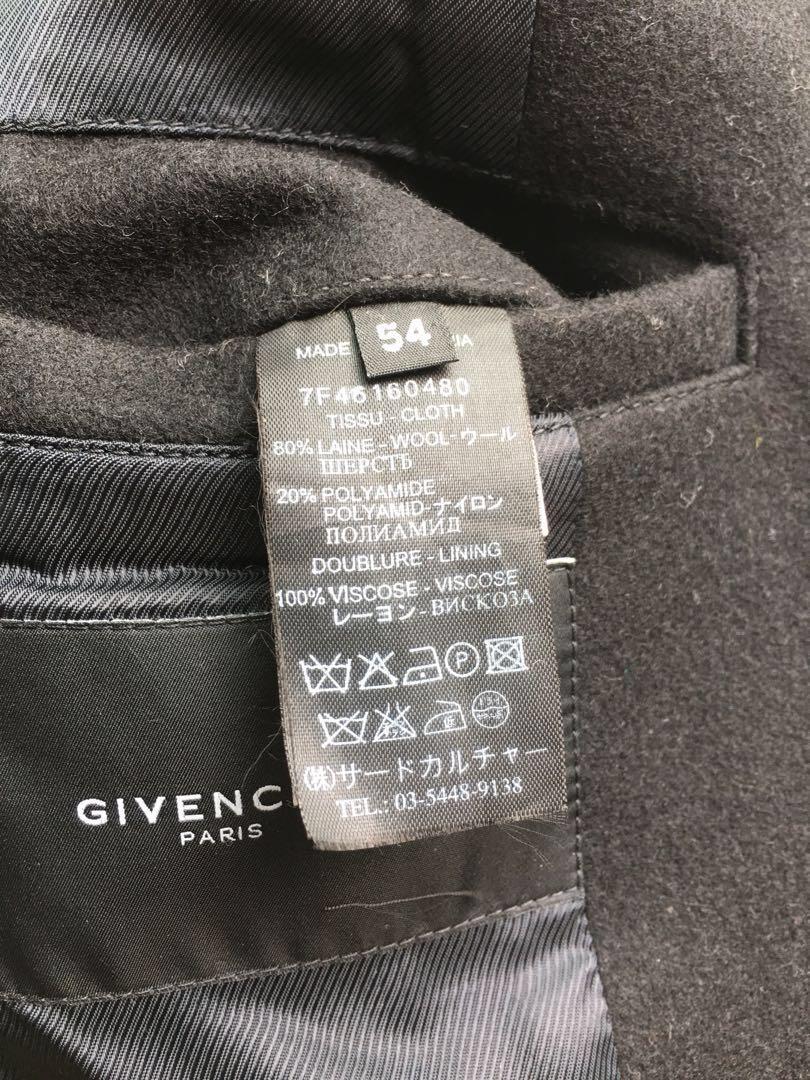 MADE
54
7F46160480
TISSU - CLOTH
80% LAINE - WOOL - ウール
ШЕРСТЬ
20% POLYAMIDE
POLYAMID-ナイロン
ПОЛИАМИД
DOUBLURE - LINING
100% VISCOSE - VISCOSE
レーヨン - ВИСКОЗА
P
(株)サードカルチャー
TEL.: 03-5448-9138
GIVENC
PARIS